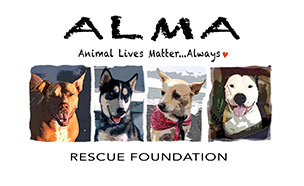 ALMA
Animal Lives Matter...Always♥
RESCUE FOUNDATION